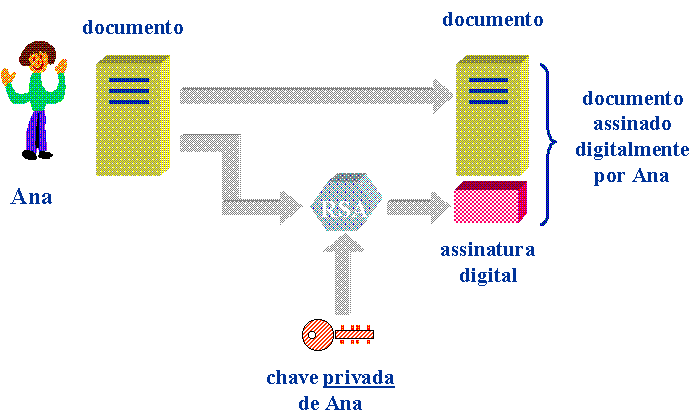 documento
documento
Ana
RSA
documento
assinado
digitalmente
por Ana
assinatura
digital
chave privada
de Ana